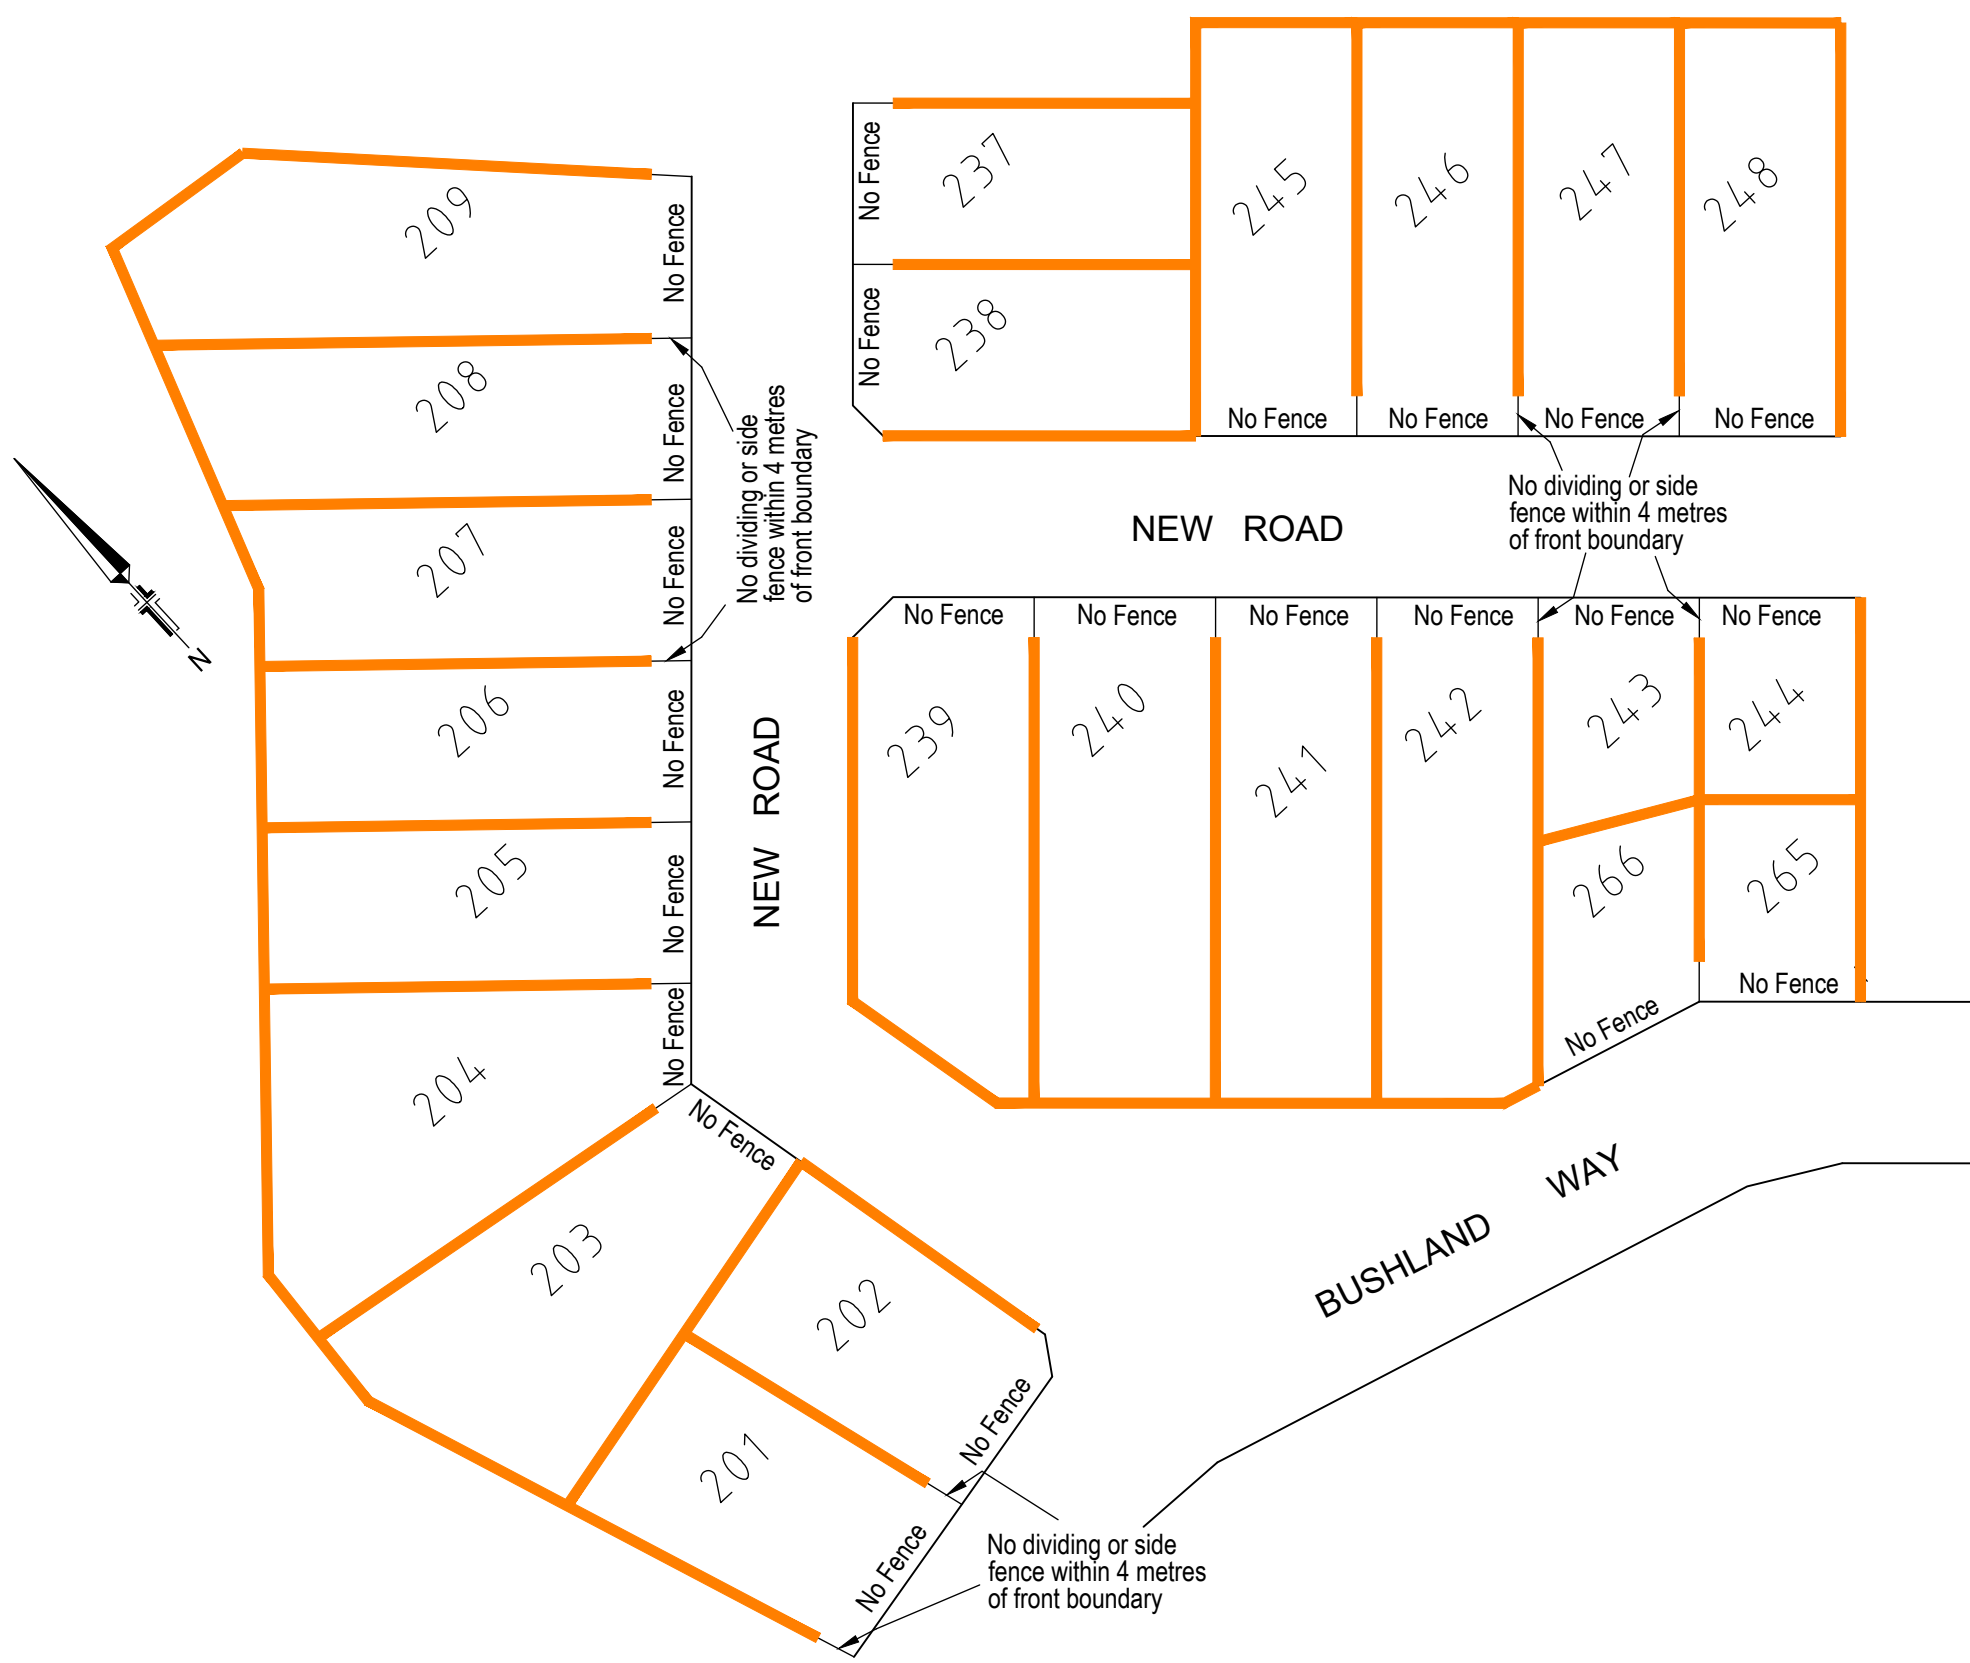 237
No Fence
238
No Fence
245
246
247
248
No Fence
No Fence
No Fence
No Fence
209
No Fence
208
No Fence
207
No Fence
206
No Fence
205
No Fence
204
No Fence
No dividing or side
fence within 4 metres
of front boundary
N
NEW ROAD
No dividing or side
fence within 4 metres
of front boundary
NEW ROAD
No Fence
No Fence
No Fence
No Fence
No Fence
No Fence
239
240
241
242
243
244
266
265
No Fence
No Fence
No Fence
203
202
201
No Fence
No Fence
BUSHLAND WAY
No dividing or side
fence within 4 metres
of front boundary